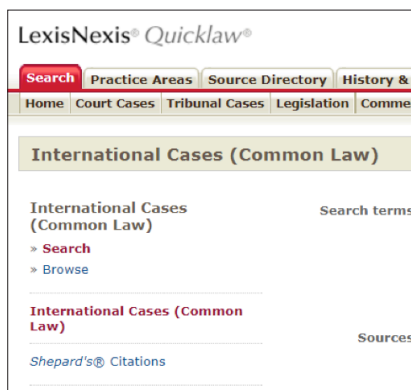 LexisNexis® Quicklaw®
Search Practice Areas Source Directory History &
Home Court Cases Tribunal Cases Legislation Comme
International Cases (Common Law)
International Cases
(Common Law)
» Search
» Browse
International Cases (Common
Law)
Shepard's® Citations
Search terms
Sources